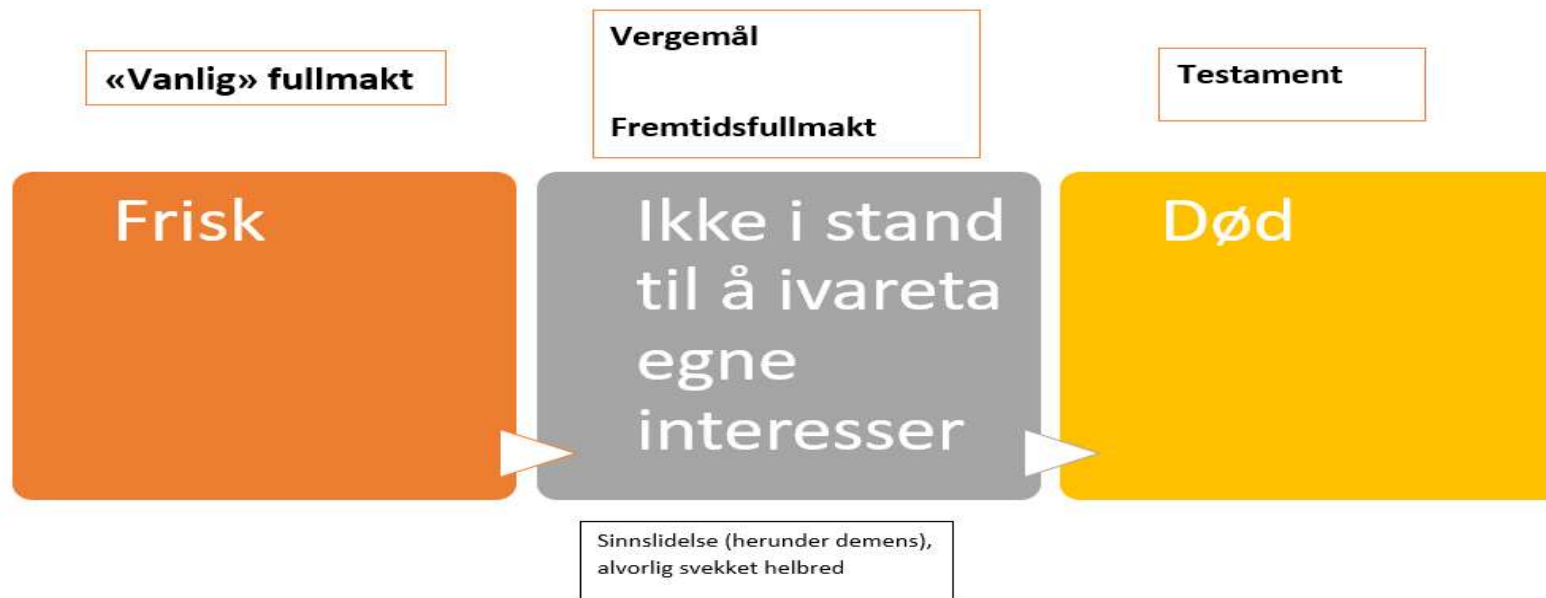 «Vanlig» fullmakt
Vergemål
Fremtidsfullmakt
Testament
Frisk
Ikke i stand
til å ivareta
egne
interesser
Død
Sinnslidelse (herunder demens),
alvorlig svekket helbred